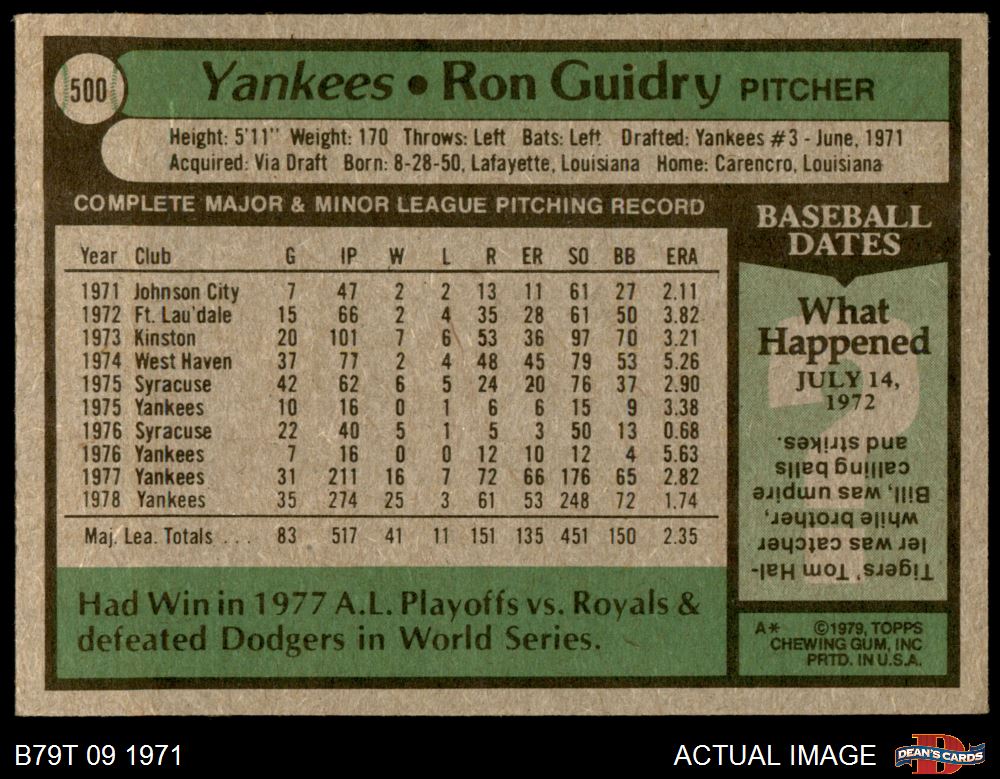 500
Yankees • Ron Guidry PITCHER
Height: 5'11" Weight: 170 Throws: Left Bats: Left Drafted: Yankees #3 - June, 1971
Acquired: Via Draft Born: 8-28-50, Lafayette, Louisiana Home: Carencro, Louisiana
COMPLETE MAJOR & MINOR LEAGUE PITCHING RECORD
Year Club G IP W L R ER SO BB ERA
1971 Johnson City 7 47 2 2 13 11 61 27 2.11
1972 Ft. Lau'dale 15 66 2 4 35 28 61 50 3.82
1973 Kinston 20 101 7 6 53 36 97 70 3.21
1974 West Haven 37 77 2 4 48 45 79 53 5.26
1975 Syracuse 42 62 6 5 24 20 76 37 2.90
1975 Yankees 10 16 0 1 6 6 15 9 3.38
1976 Syracuse 22 40 5 1 5 3 50 13 0.68
1976 Yankees 7 16 0 0 12 10 12 4 5.63
1977 Yankees 31 211 16 7 72 66 176 65 2.82
1978 Yankees 35 274 25 3 61 53 248 72 1.74
Maj. Lea. Totals . . . 83 517 41 11 151 135 451 150 2.35
Had Win in 1977 A.L. Playoffs vs. Royals &
defeated Dodgers in World Series.
BASEBALL
DATES
What
Happened
JULY 14,
1972
Tigers' Tom Hal-
ler was catcher
while brother,
Bill, was umpire
calling balls
and strikes.
A* ©1979, TOPPS
CHEWING GUM, INC
PRTD. IN U.S.A.
B79T 09 1971
ACTUAL IMAGE
DEAN'S CARDS